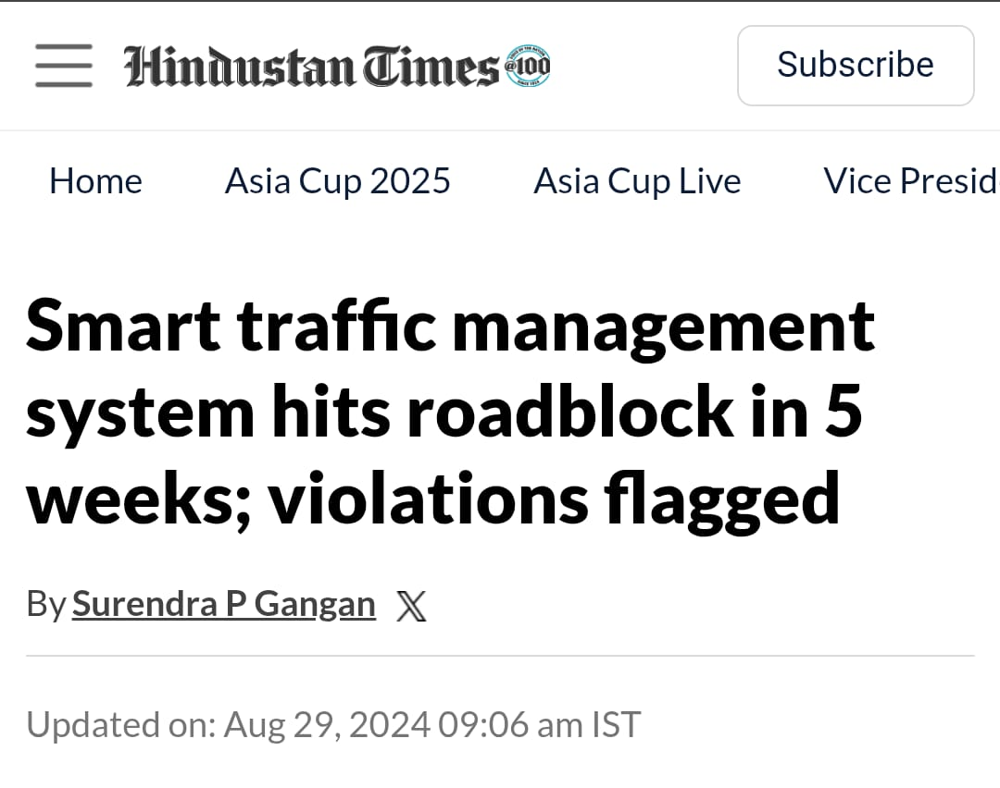 Hindustan Times @100
Subscribe
Home Asia Cup 2025 Asia Cup Live Vice Presid
Smart traffic management
system hits roadblock in 5
weeks; violations flagged
By Surendra P Gangan X
Updated on: Aug 29, 2024 09:06 am IST